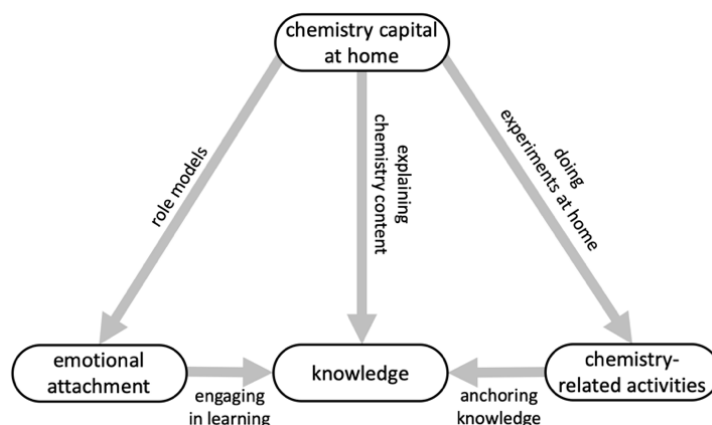 chemistry capital
at home
role models
explaining
chemistry content
doing
experiments at home
emotional
attachment
engaging
in learning
knowledge
anchoring
knowledge
chemistry-
related activities